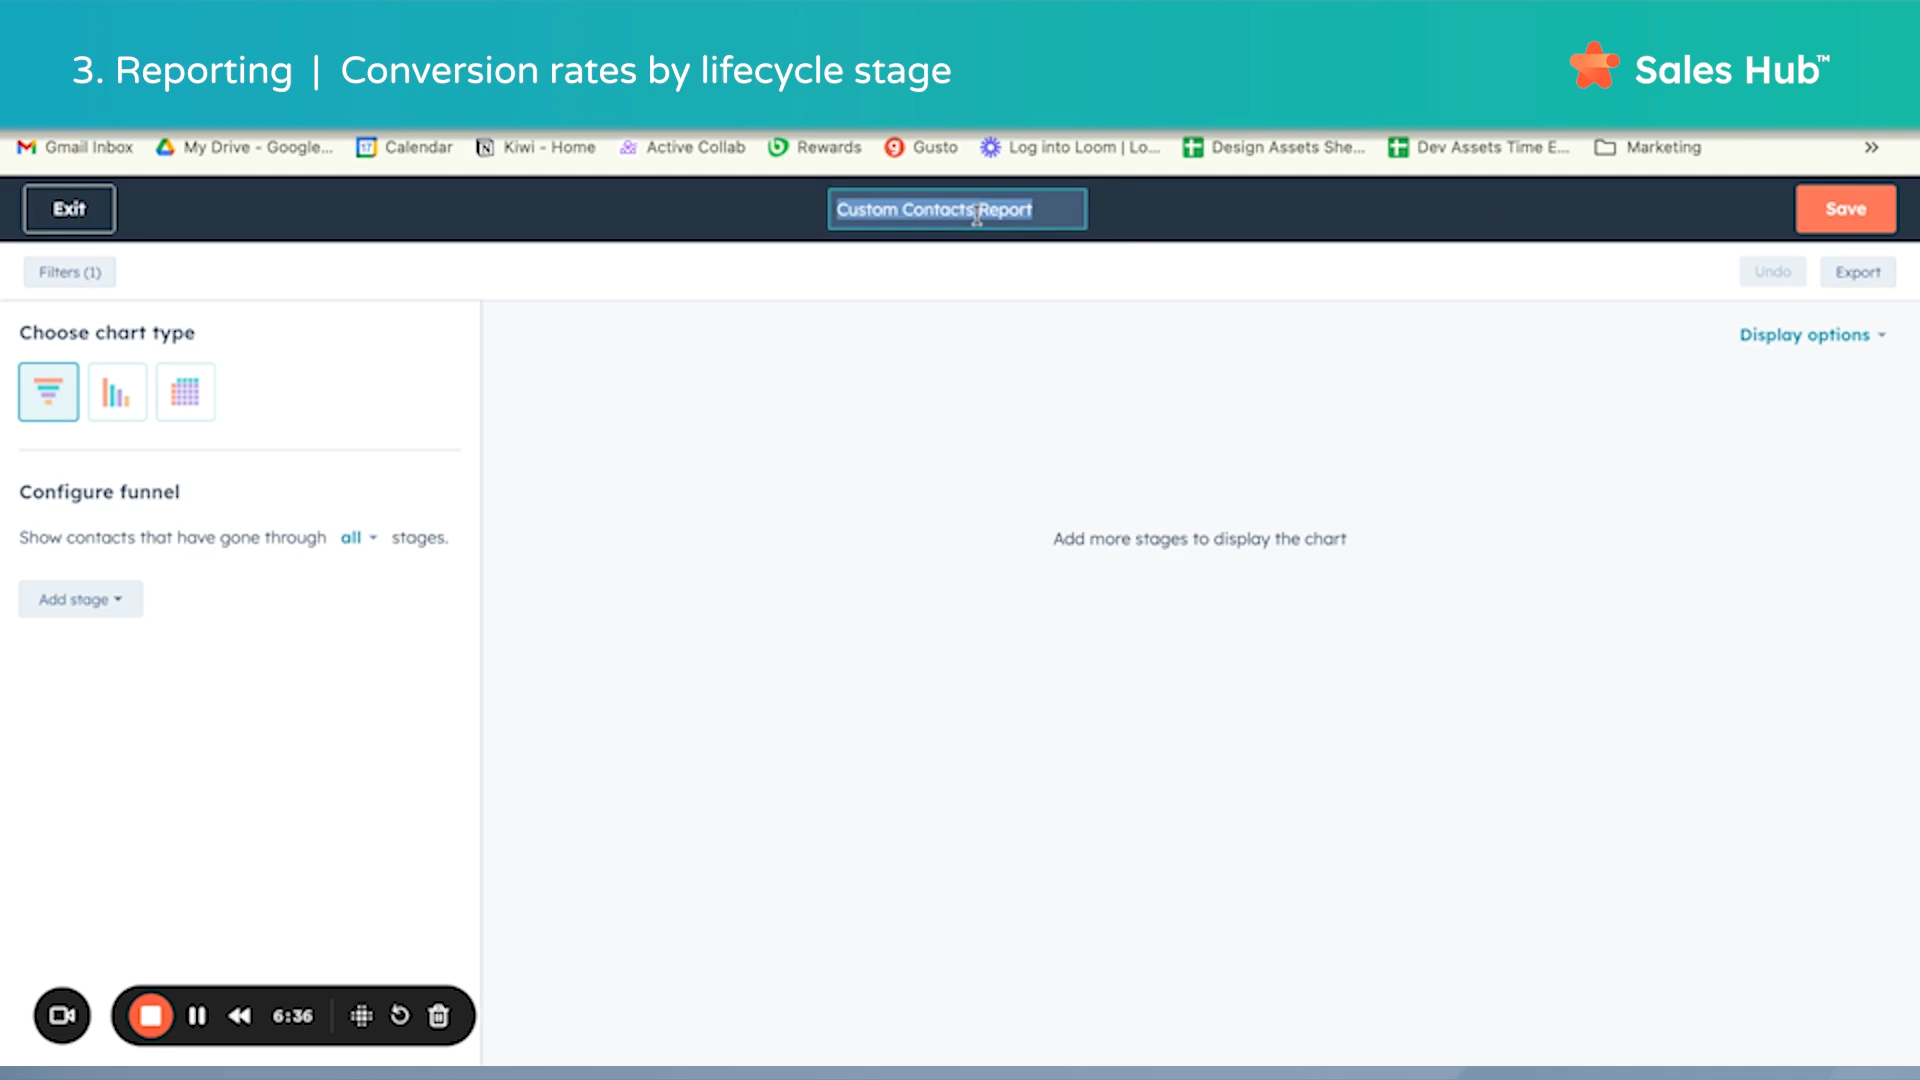 3. Reporting | Conversion rates by lifecycle stage
Sales Hub™
Gmail Inbox
My Drive - Google...
17
Calendar
Kiwi - Home
Active Collab
Rewards
Gusto
Log into Loom | Lo...
Design Assets She...
Dev Assets Time E...
Marketing
»
Exit
Custom Contacts Report
Save
Filters (1)
Undo
Export
Choose chart type
Display options
Configure funnel
Show contacts that have gone through all stages.
Add more stages to display the chart
Add stage
6:36